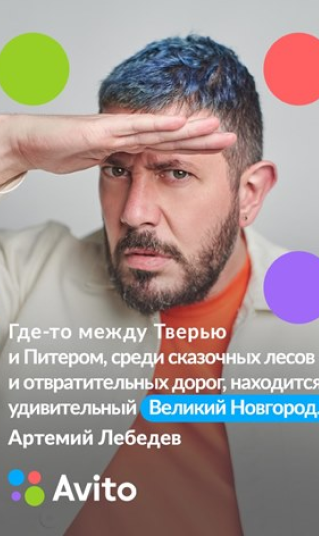 Где-то между Тверью
и Питером, среди сказочных лесов
и отвратительных дорог, находится
удивительный Великий Новгород.
Артемий Лебедев
Avito